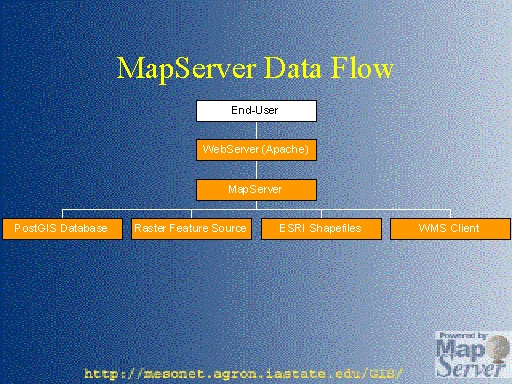 MapServer Data Flow
End-User
WebServer (Apache)
MapServer
PostGIS Database
Raster Feature Source
ESRI Shapefiles
WMS Client
Powered by
Map
Server
http://mesonet.agron.iastate.edu/GIS/